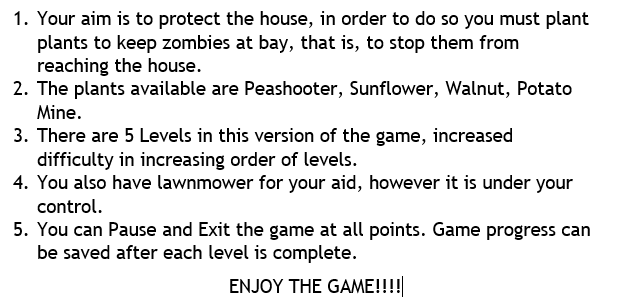 1. Your aim is to protect the house, in order to do so you must plant
plants to keep zombies at bay, that is, to stop them from
reaching the house.
2. The plants available are Peashooter, Sunflower, Walnut, Potato
Mine.
3. There are 5 Levels in this version of the game, increased
difficulty in increasing order of levels.
4. You also have lawnmower for your aid, however it is under your
control.
5. You can Pause and Exit the game at all points. Game progress can
be saved after each level is complete.
ENJOY THE GAME!!!!